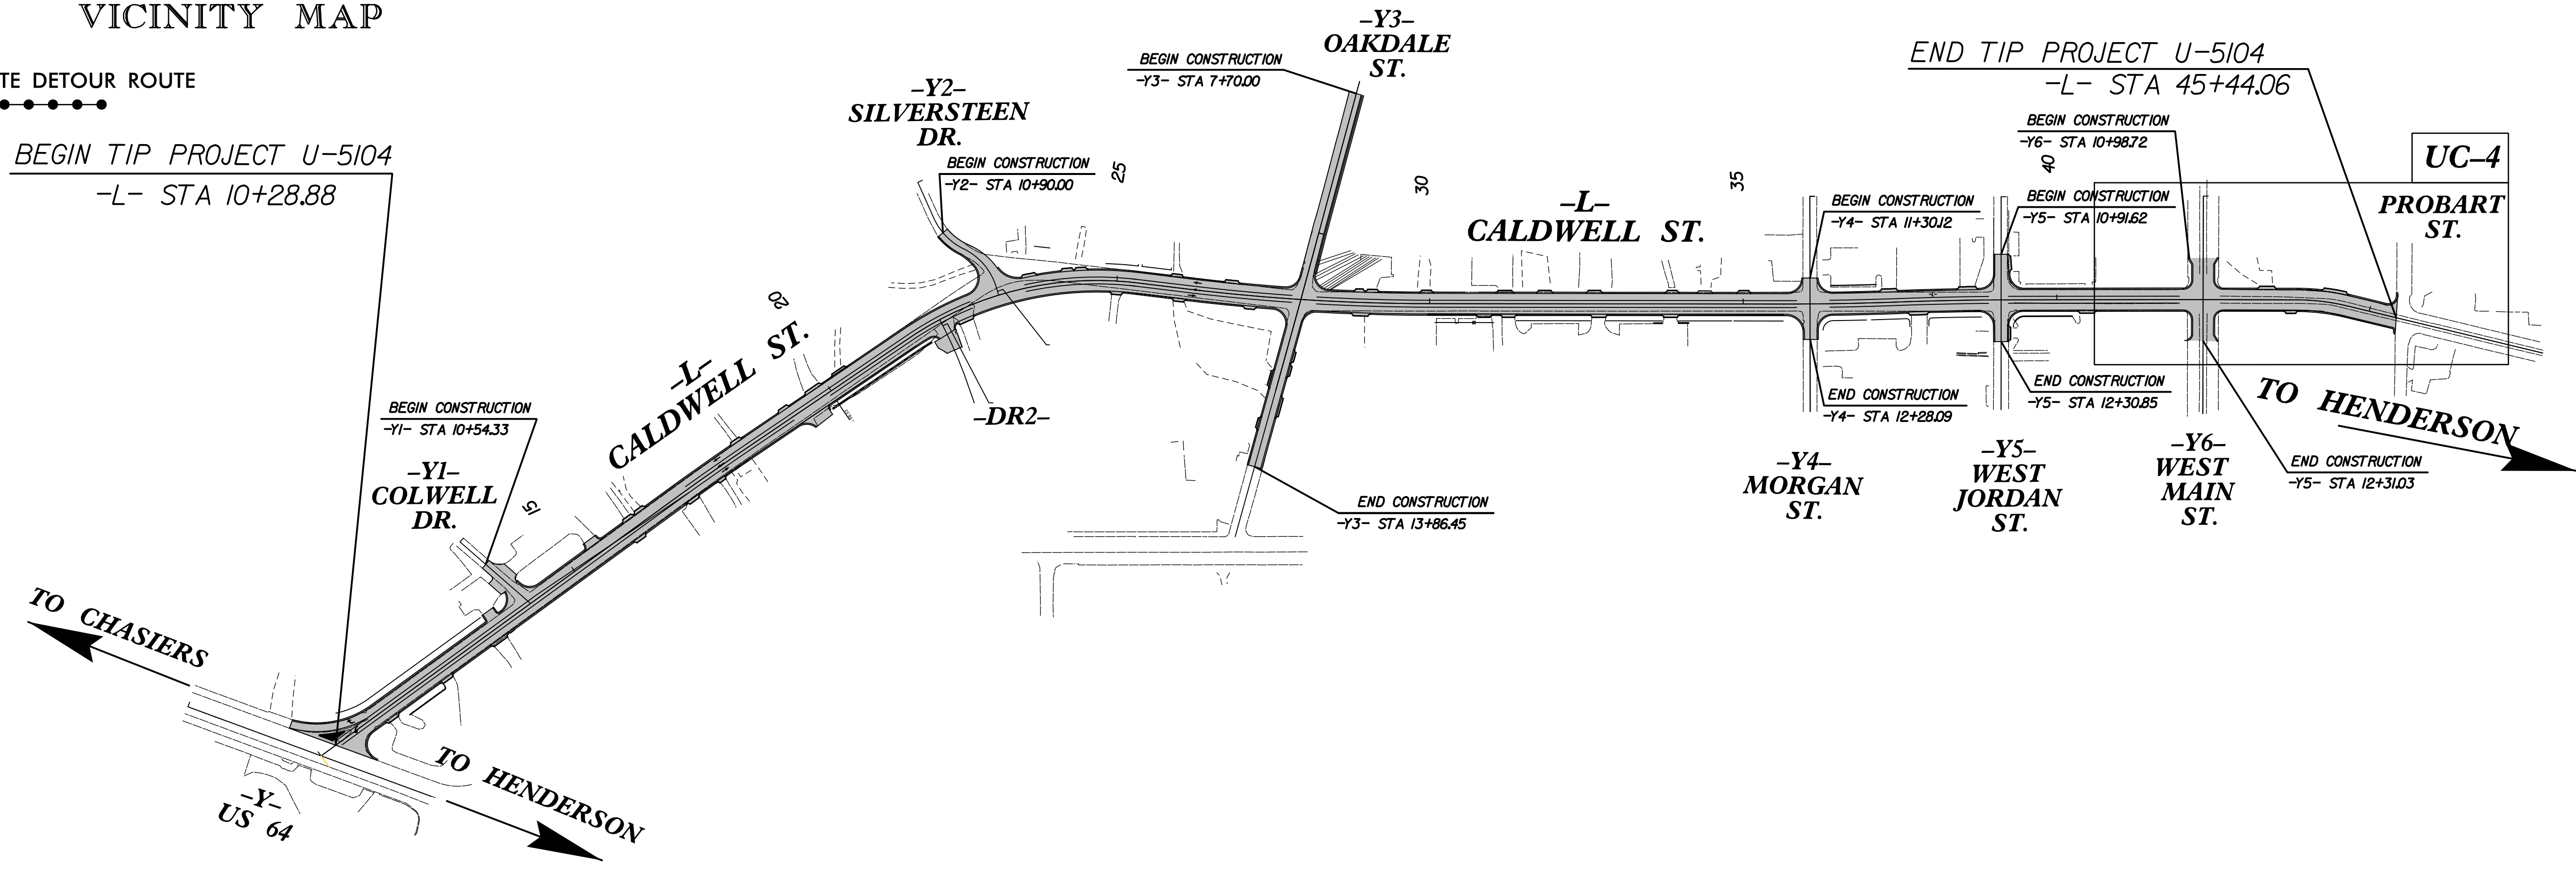 VICINITY MAP
TE DETOUR ROUTE
BEGIN TIP PROJECT U-5104
-L- STA 10+28.88
-Y2-
SILVERSTEEN
DR.
BEGIN CONSTRUCTION
-Y2- STA 10+90.00
BEGIN CONSTRUCTION
-Y3- STA 7+70.00
-Y3-
OAKDALE
ST.
END TIP PROJECT U-5104
-L- STA 45+44.06
BEGIN CONSTRUCTION
-Y6- STA 10+98.72
UC-4
PROBART
ST.
25
30
35
40
-L-
CALDWELL ST.
BEGIN CONSTRUCTION
-Y4- STA 11+30.12
BEGIN CONSTRUCTION
-Y5- STA 10+91.62
20
-L-
CALDWELL ST.
-DR2-
BEGIN CONSTRUCTION
-Y1- STA 10+54.33
-Y1-
COLWELL
DR.
15
END CONSTRUCTION
-Y3- STA 13+86.45
END CONSTRUCTION
-Y4- STA 12+28.09
-Y4-
MORGAN
ST.
END CONSTRUCTION
-Y5- STA 12+30.85
-Y5-
WEST
JORDAN
ST.
-Y6-
WEST
MAIN
ST.
END CONSTRUCTION
-Y5- STA 12+31.03
TO HENDERSON
TO CHASIERS
TO HENDERSON
-Y-
US 64